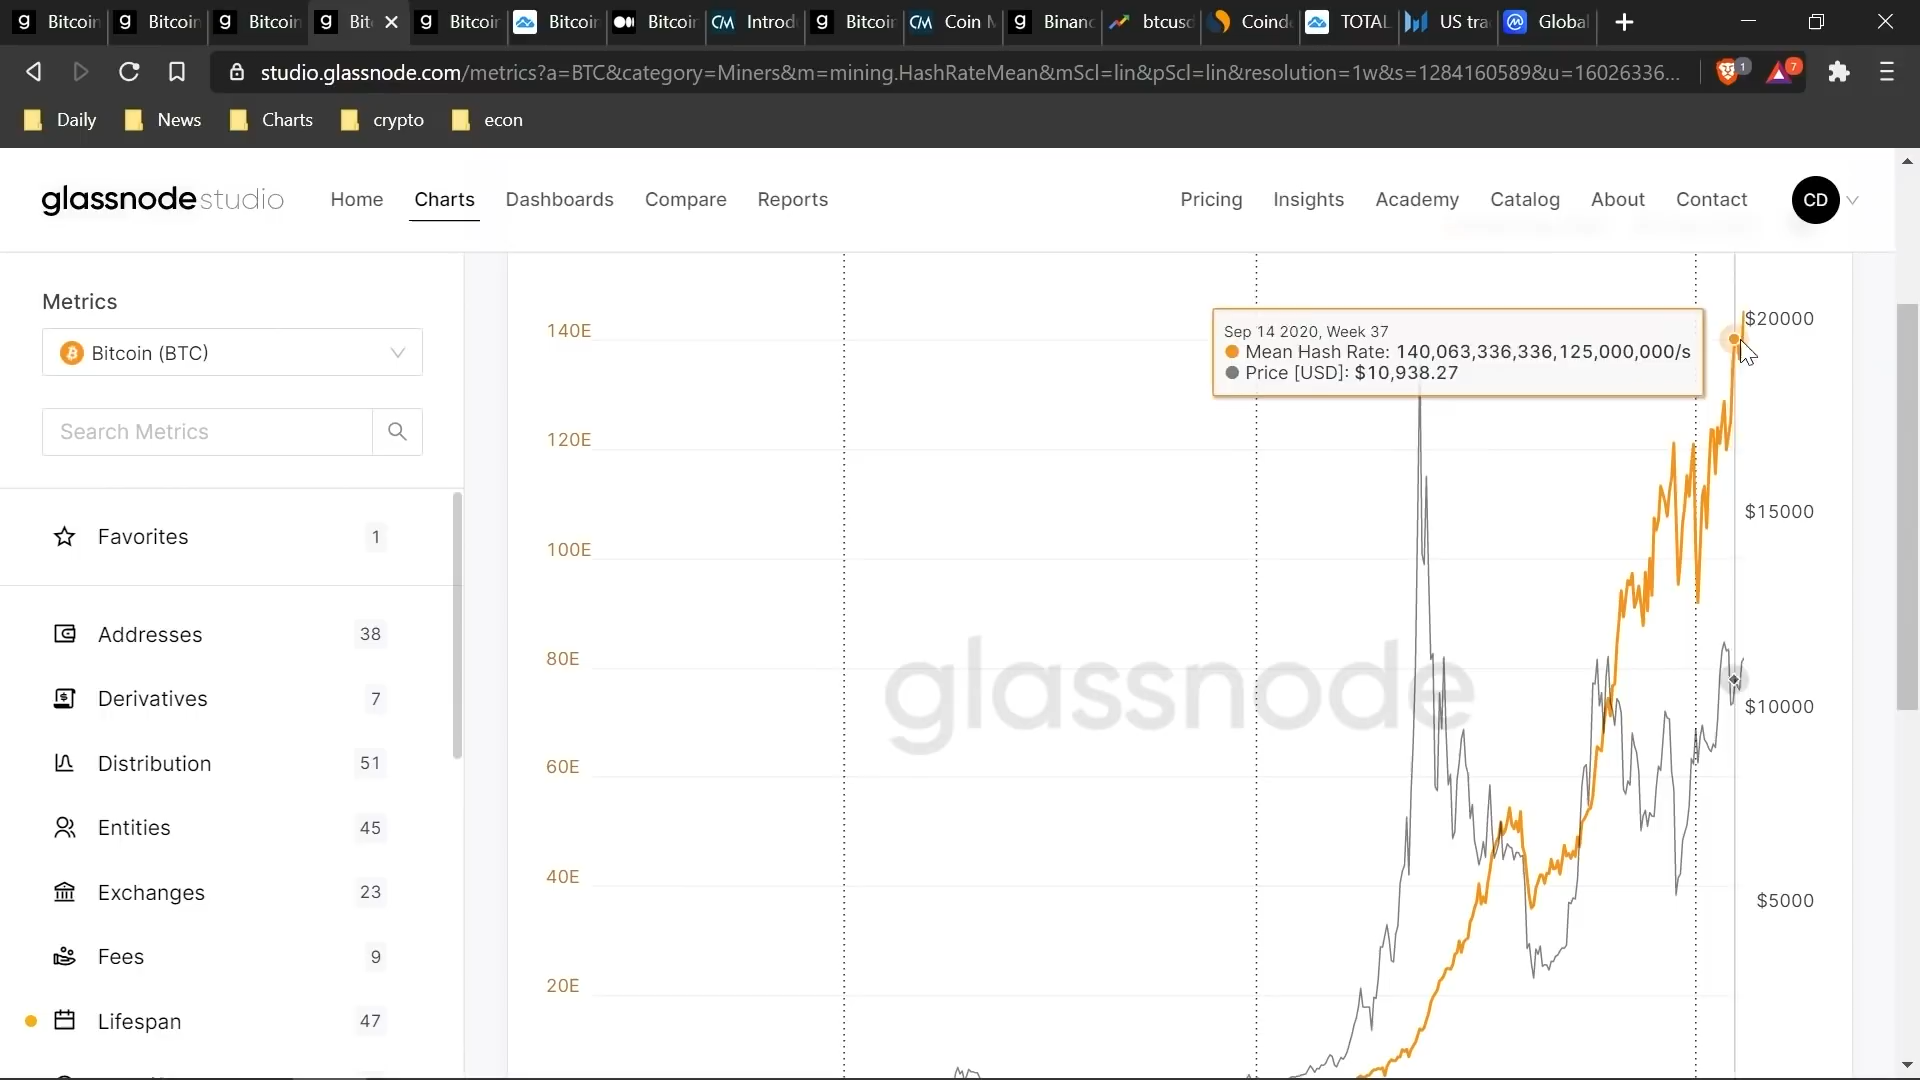 Bitcoin
Bitcoin
Bitcoin
Bit
Bitcoin
Bitcoin
Bitcoin
Introd
Bitcoin
Coin M
Binanc
btcusd
Coind
TOTAL
US tra
Global
studio.glassnode.com/metrics?a=BTC&category=Miners&m=mining.HashRateMean&mScl=lin&pScl=lin&resolution=1w&s=1284160589&u=16026336...
1
7
Daily
News
Charts
crypto
econ
glassnodestudio
Home
Charts
Dashboards
Compare
Reports
Pricing
Insights
Academy
Catalog
About
Contact
CD
Metrics
Bitcoin (BTC)
Search Metrics
Favorites 1
Addresses 38
Derivatives 7
Distribution 51
Entities 45
Exchanges 23
Fees 9
Lifespan 47
140E
120E
100E
80E
60E
40E
20E
Sep 14 2020, Week 37
Mean Hash Rate: 140,063,336,336,125,000,000/s
Price [USD]: $10,938.27
glassnode
$20000
$15000
$10000
$5000